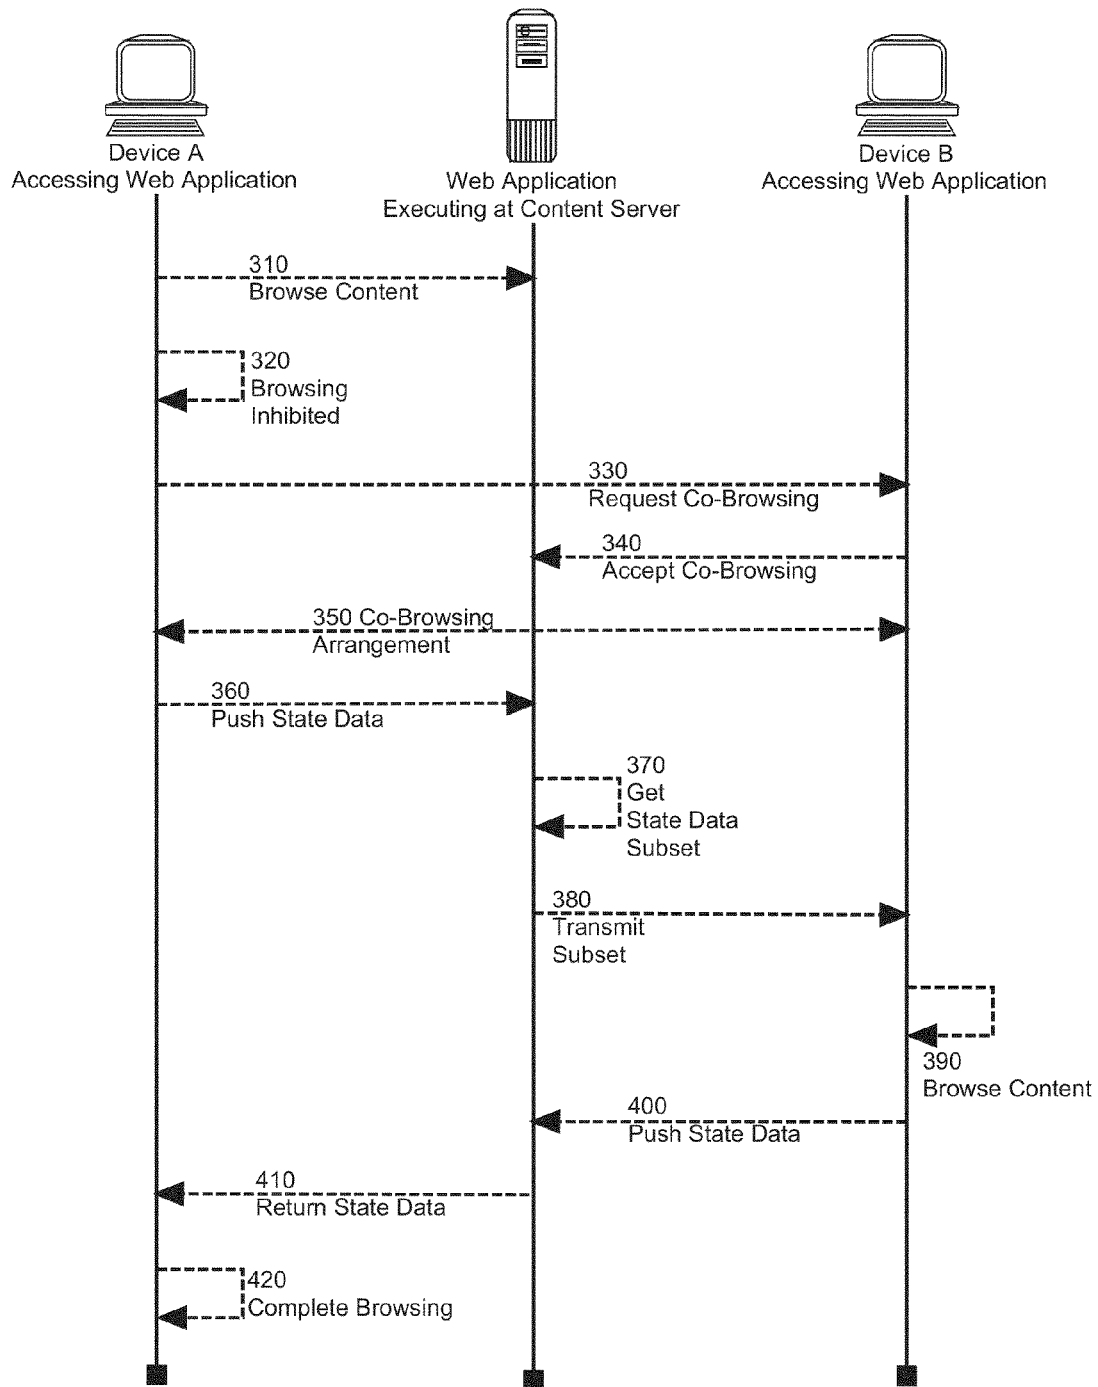 Device A
Accessing Web Application
Web Application
Executing at Content Server
Device B
Accessing Web Application
310
Browse Content
320
Browsing
Inhibited
330
Request Co-Browsing
340
Accept Co-Browsing
350 Co-Browsing
Arrangement
360
Push State Data
370
Get
State Data
Subset
380
Transmit
Subset
390
Browse Content
400
Push State Data
410
Return State Data
420
Complete Browsing